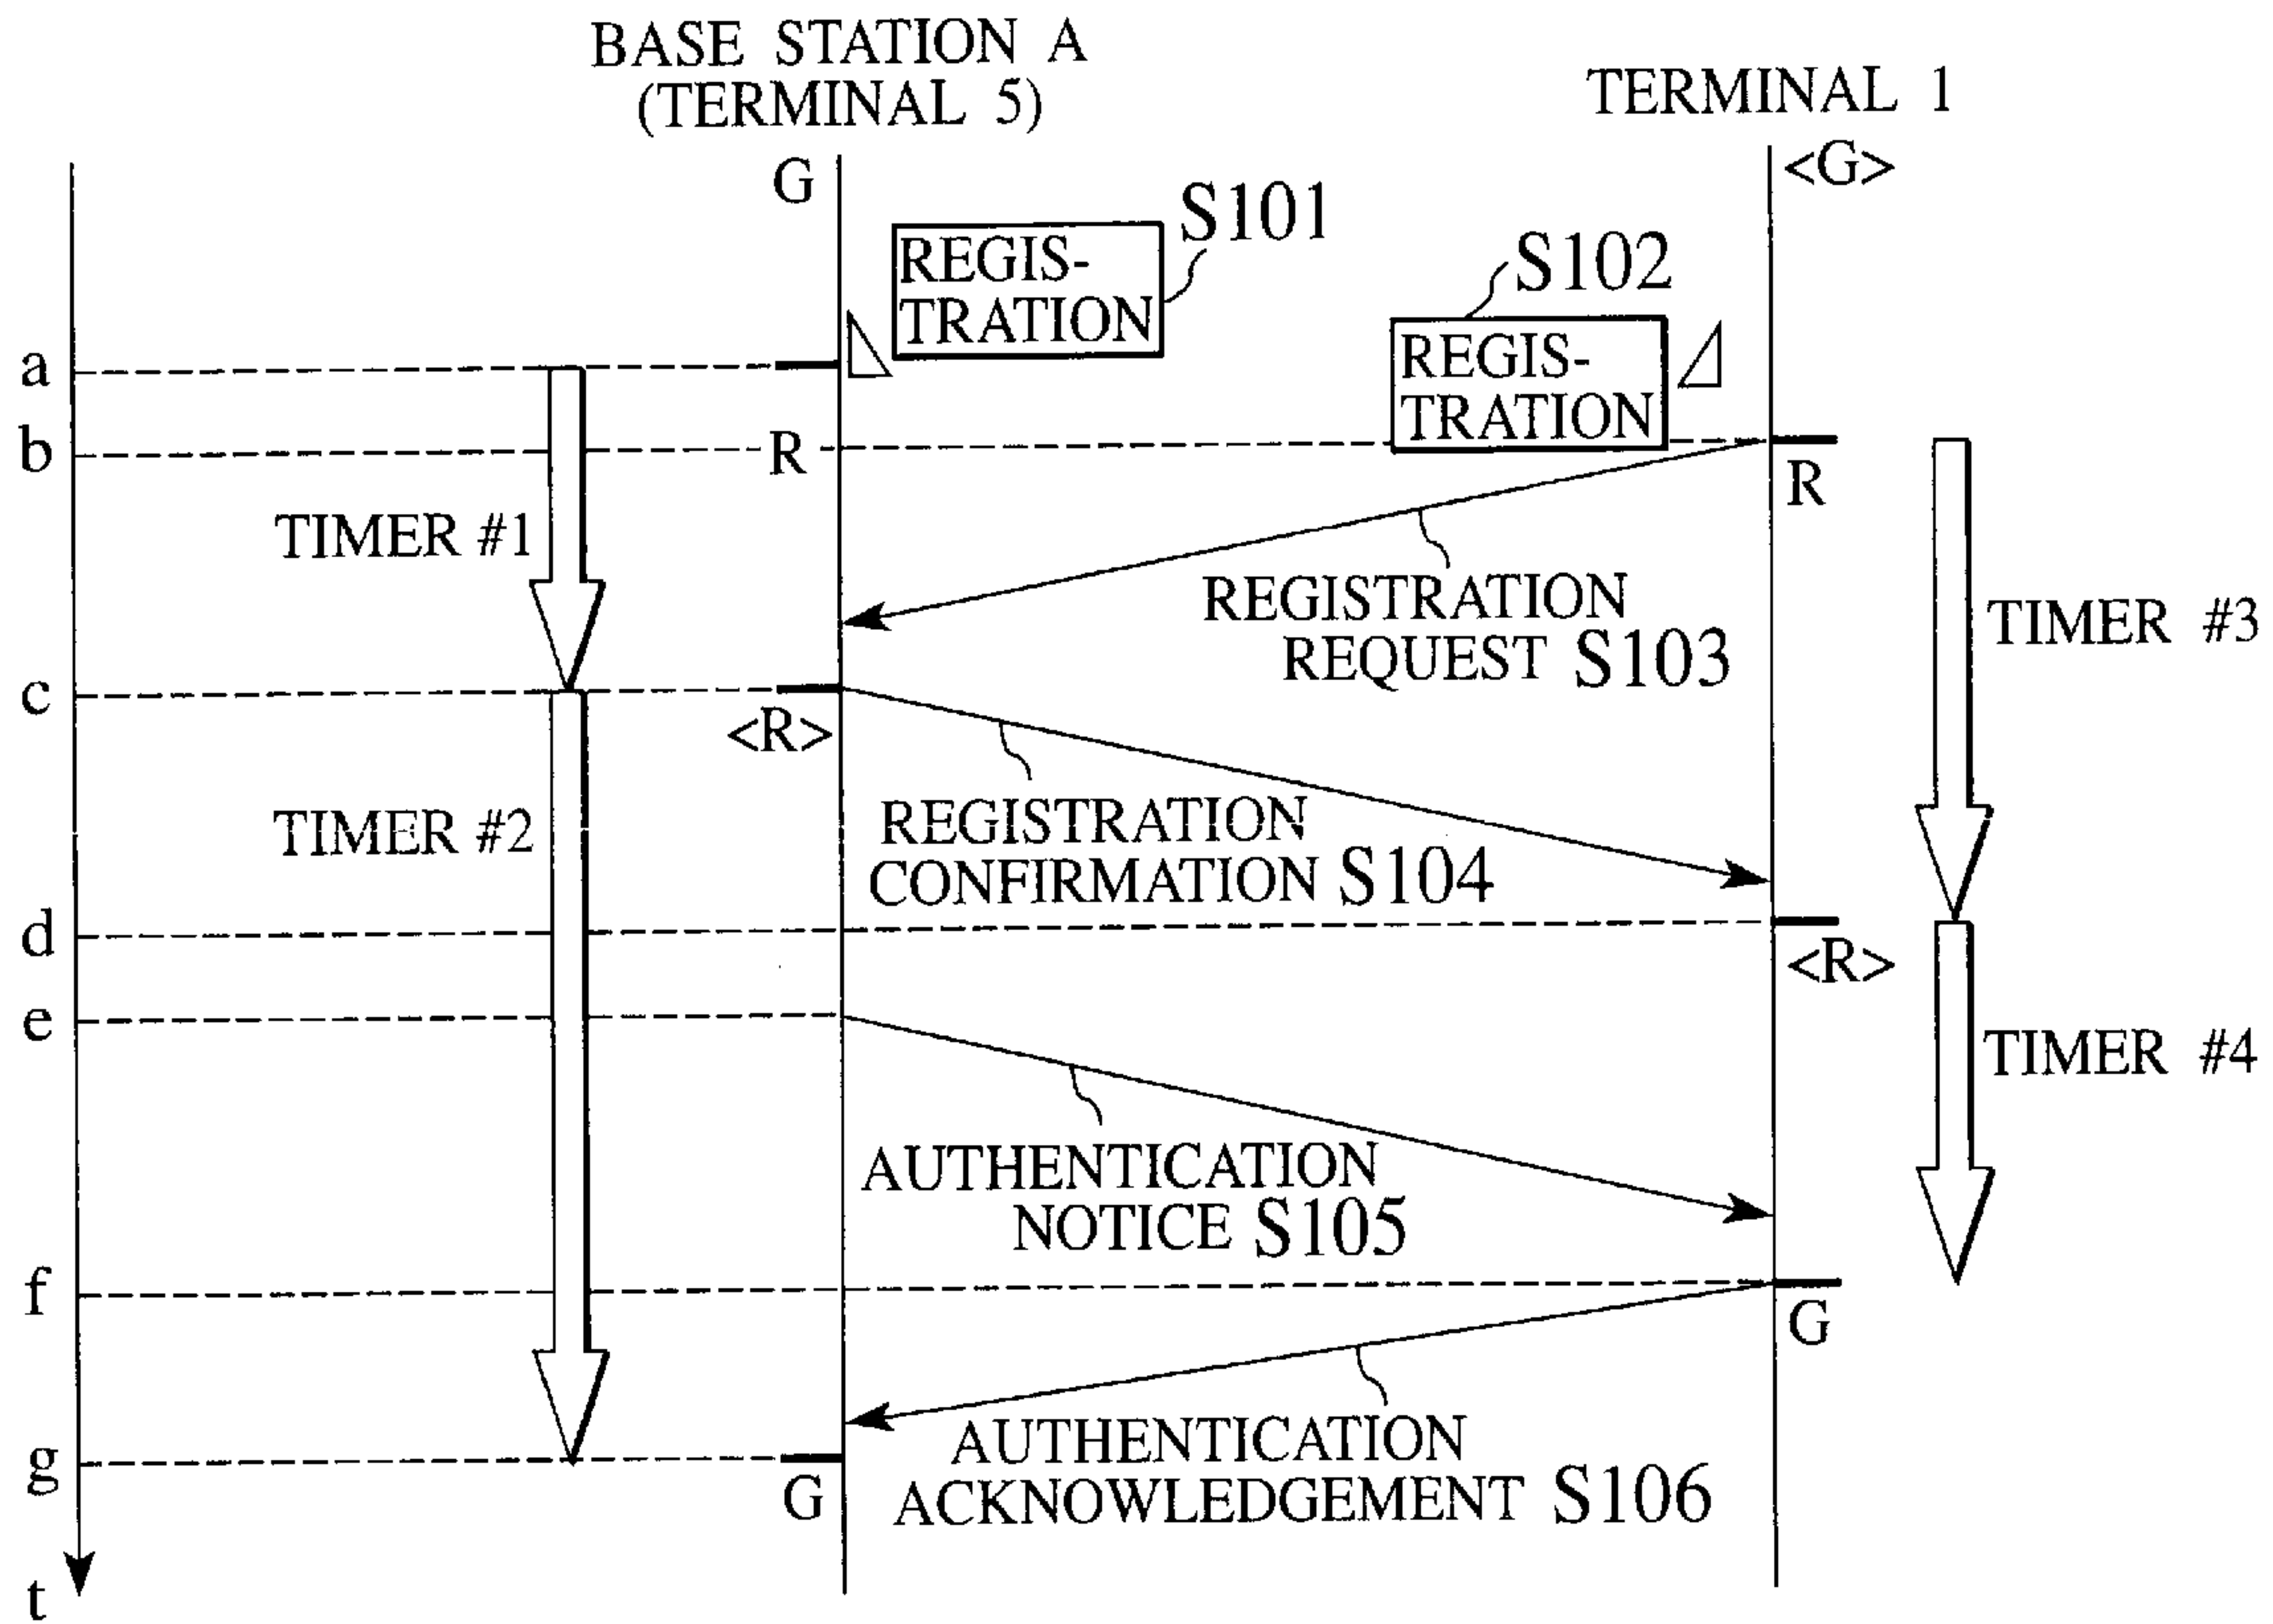 BASE STATION A
(TERMINAL 5)
TERMINAL 1
G
<G>
REGIS-
TRATION
S101
S102
REGIS-
TRATION
a
b
R
R
TIMER #1
REGISTRATION
REQUEST S103
TIMER #3
c
<R>
TIMER #2
REGISTRATION
CONFIRMATION S104
d
<R>
e
TIMER #4
AUTHENTICATION
NOTICE S105
f
G
AUTHENTICATION
ACKNOWLEDGEMENT S106
g
G
t